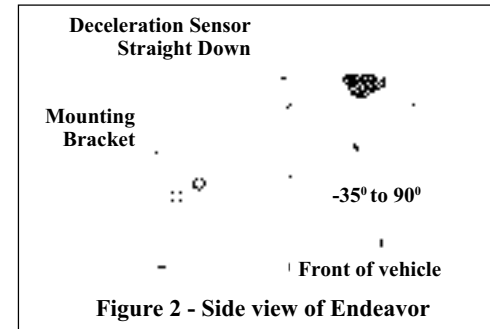 Deceleration Sensor
Straight Down
Mounting
Bracket
-35⁰ to 90⁰
Front of vehicle
Figure 2 - Side view of Endeavor